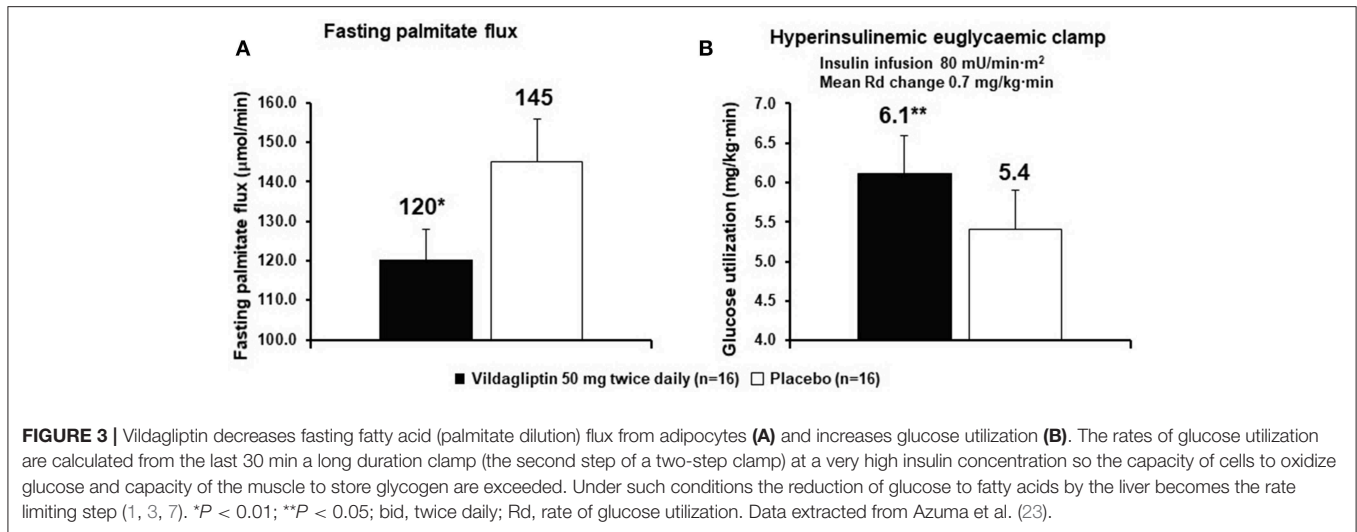 A
Fasting palmitate flux
Fasting palmitate flux (µmol/min)
160.0
150.0
140.0
130.0
120.0
110.0
100.0
120*
145
B
Hyperinsulinemic euglycaemic clamp
Insulin infusion 80 mU/min·m²
Mean Rd change 0.7 mg/kg·min
Glucose utilization (mg/kg·min)
7.0
6.5
6.0
5.5
5.0
4.5
4.0
6.1**
5.4
■ Vildagliptin 50 mg twice daily (n=16) □ Placebo (n=16)
FIGURE 3 | Vildagliptin decreases fasting fatty acid (palmitate dilution) flux from adipocytes (A) and increases glucose utilization (B). The rates of glucose utilization
are calculated from the last 30 min a long duration clamp (the second step of a two-step clamp) at a very high insulin concentration so the capacity of cells to oxidize
glucose and capacity of the muscle to store glycogen are exceeded. Under such conditions the reduction of glucose to fatty acids by the liver becomes the rate
limiting step (1, 3, 7). *P < 0.01; **P < 0.05; bid, twice daily; Rd, rate of glucose utilization. Data extracted from Azuma et al. (23).